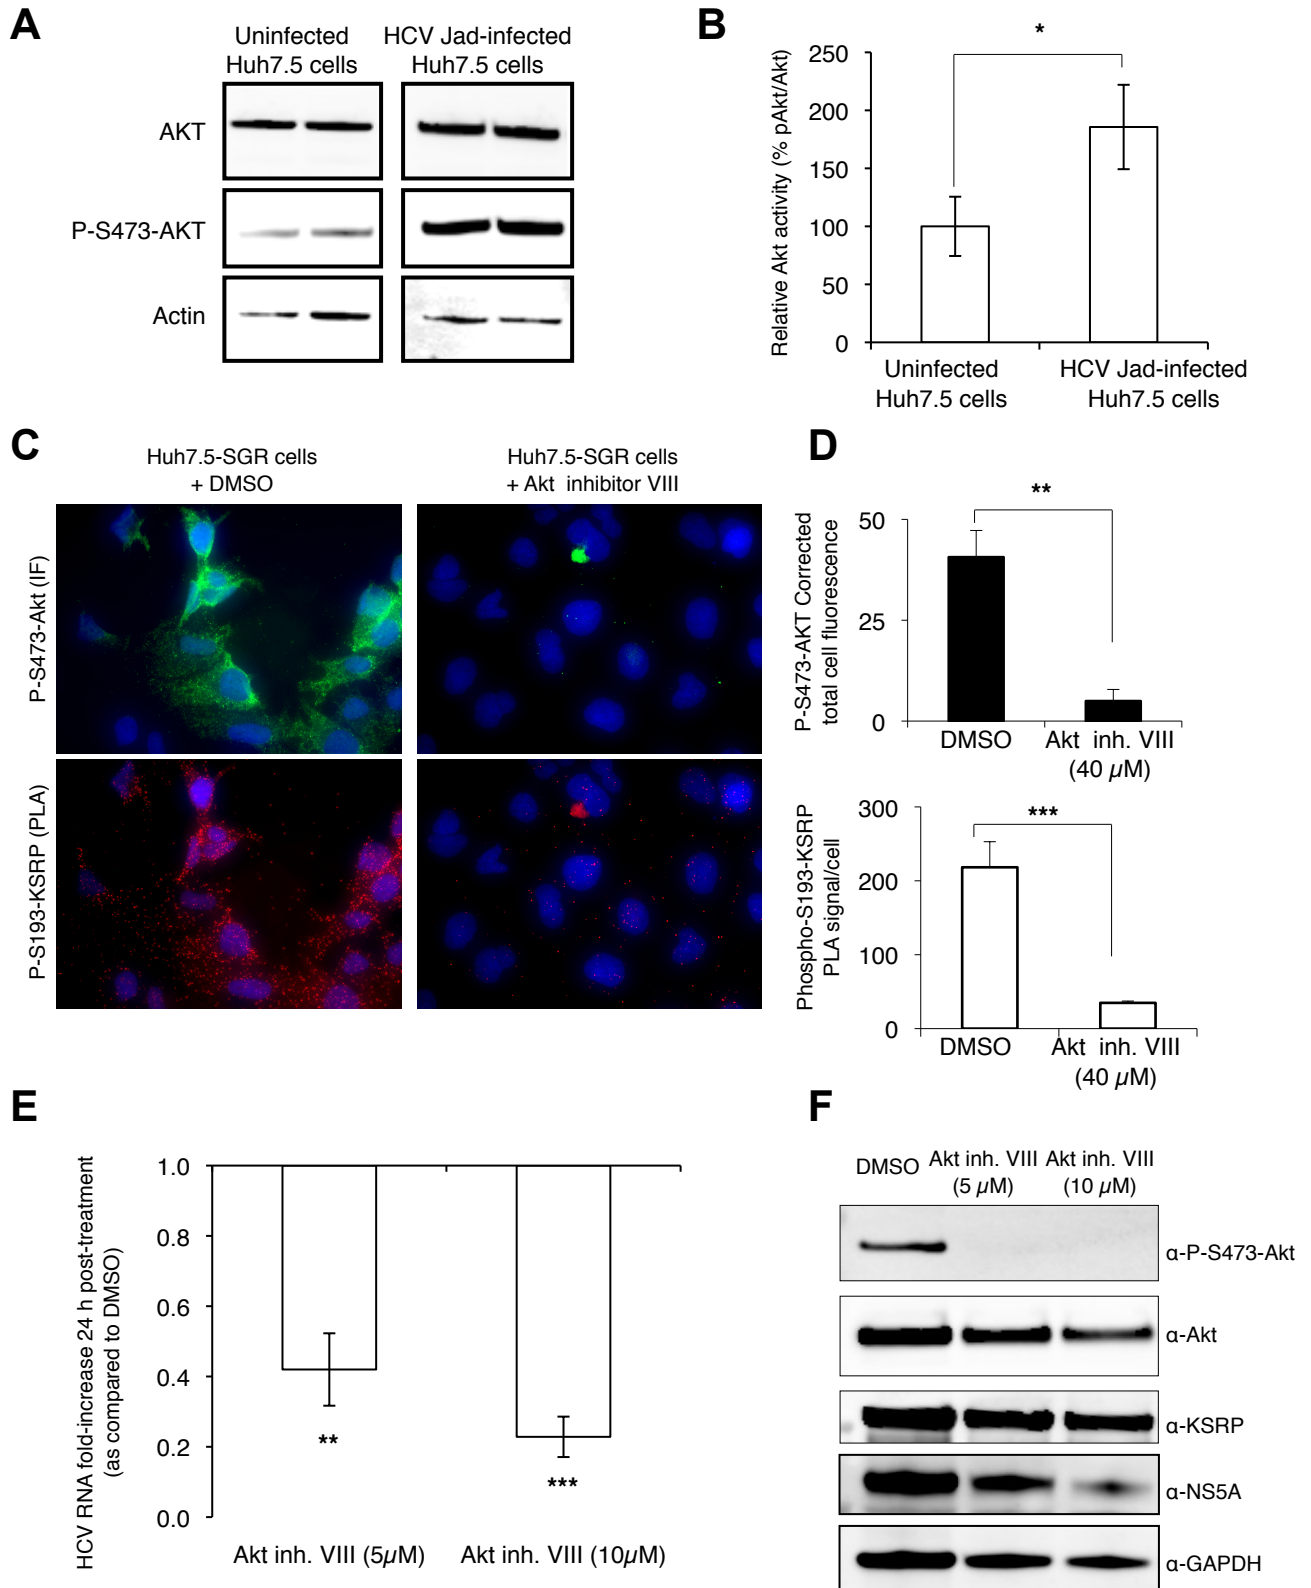 A
Uninfected
Huh7.5 cells
HCV Jad-infected
Huh7.5 cells
AKT
P-S473-AKT
Actin
B
*
Relative Akt activity (% pAkt/Akt)
250
200
150
100
50
0
Uninfected
Huh7.5 cells
HCV Jad-infected
Huh7.5 cells
C
Huh7.5-SGR cells
+ DMSO
Huh7.5-SGR cells
+ Akt inhibitor VIII
P-S473-Akt (IF)
P-S193-KSRP (PLA)
D
**
P-S473-AKT Corrected
total cell fluorescence
50
25
0
DMSO
Akt inh. VIII
(40 µM)
***
Phospho-S193-KSRP
PLA signal/cell
300
200
100
0
DMSO
Akt inh. VIII
(40 µM)
E
HCV RNA fold-increase 24 h post-treatment
(as compared to DMSO)
1.0
0.8
0.6
0.4
0.2
0.0
**
***
Akt inh. VIII (5µM)
Akt inh. VIII (10µM)
F
DMSO
Akt inh. VIII
(5 µM)
Akt inh. VIII
(10 µM)
α-P-S473-Akt
α-Akt
α-KSRP
α-NS5A
α-GAPDH